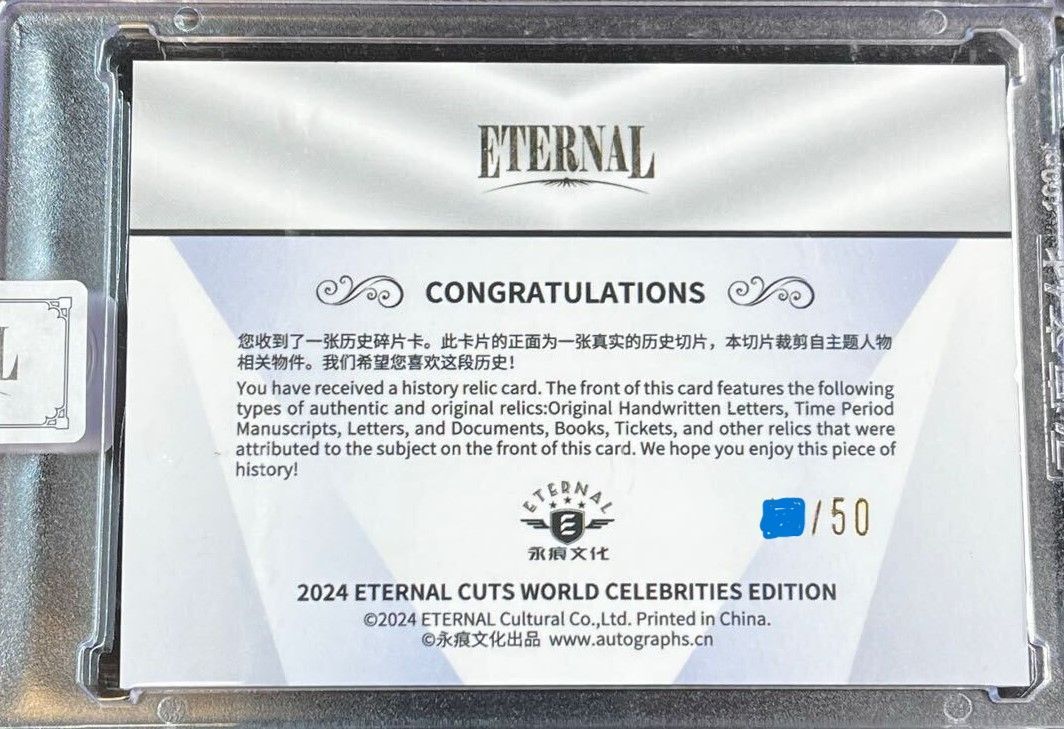 ETERNAL
CONGRATULATIONS
您收到了一张历史碎片卡。此卡片的正面为一张真实的历史切片，本切片裁剪自主题人物
相关物件。我们希望您喜欢这段历史！
You have received a history relic card. The front of this card features the following
types of authentic and original relics:Original Handwritten Letters, Time Period
Manuscripts, Letters, and Documents, Books, Tickets, and other relics that were
attributed to the subject on the front of this card. We hope you enjoy this piece of
history!
ETERNAL
永痕文化
/50
2024 ETERNAL CUTS WORLD CELEBRITIES EDITION
©2024 ETERNAL Cultural Co.,Ltd. Printed in China.
©永痕文化出品 www.autographs.cn